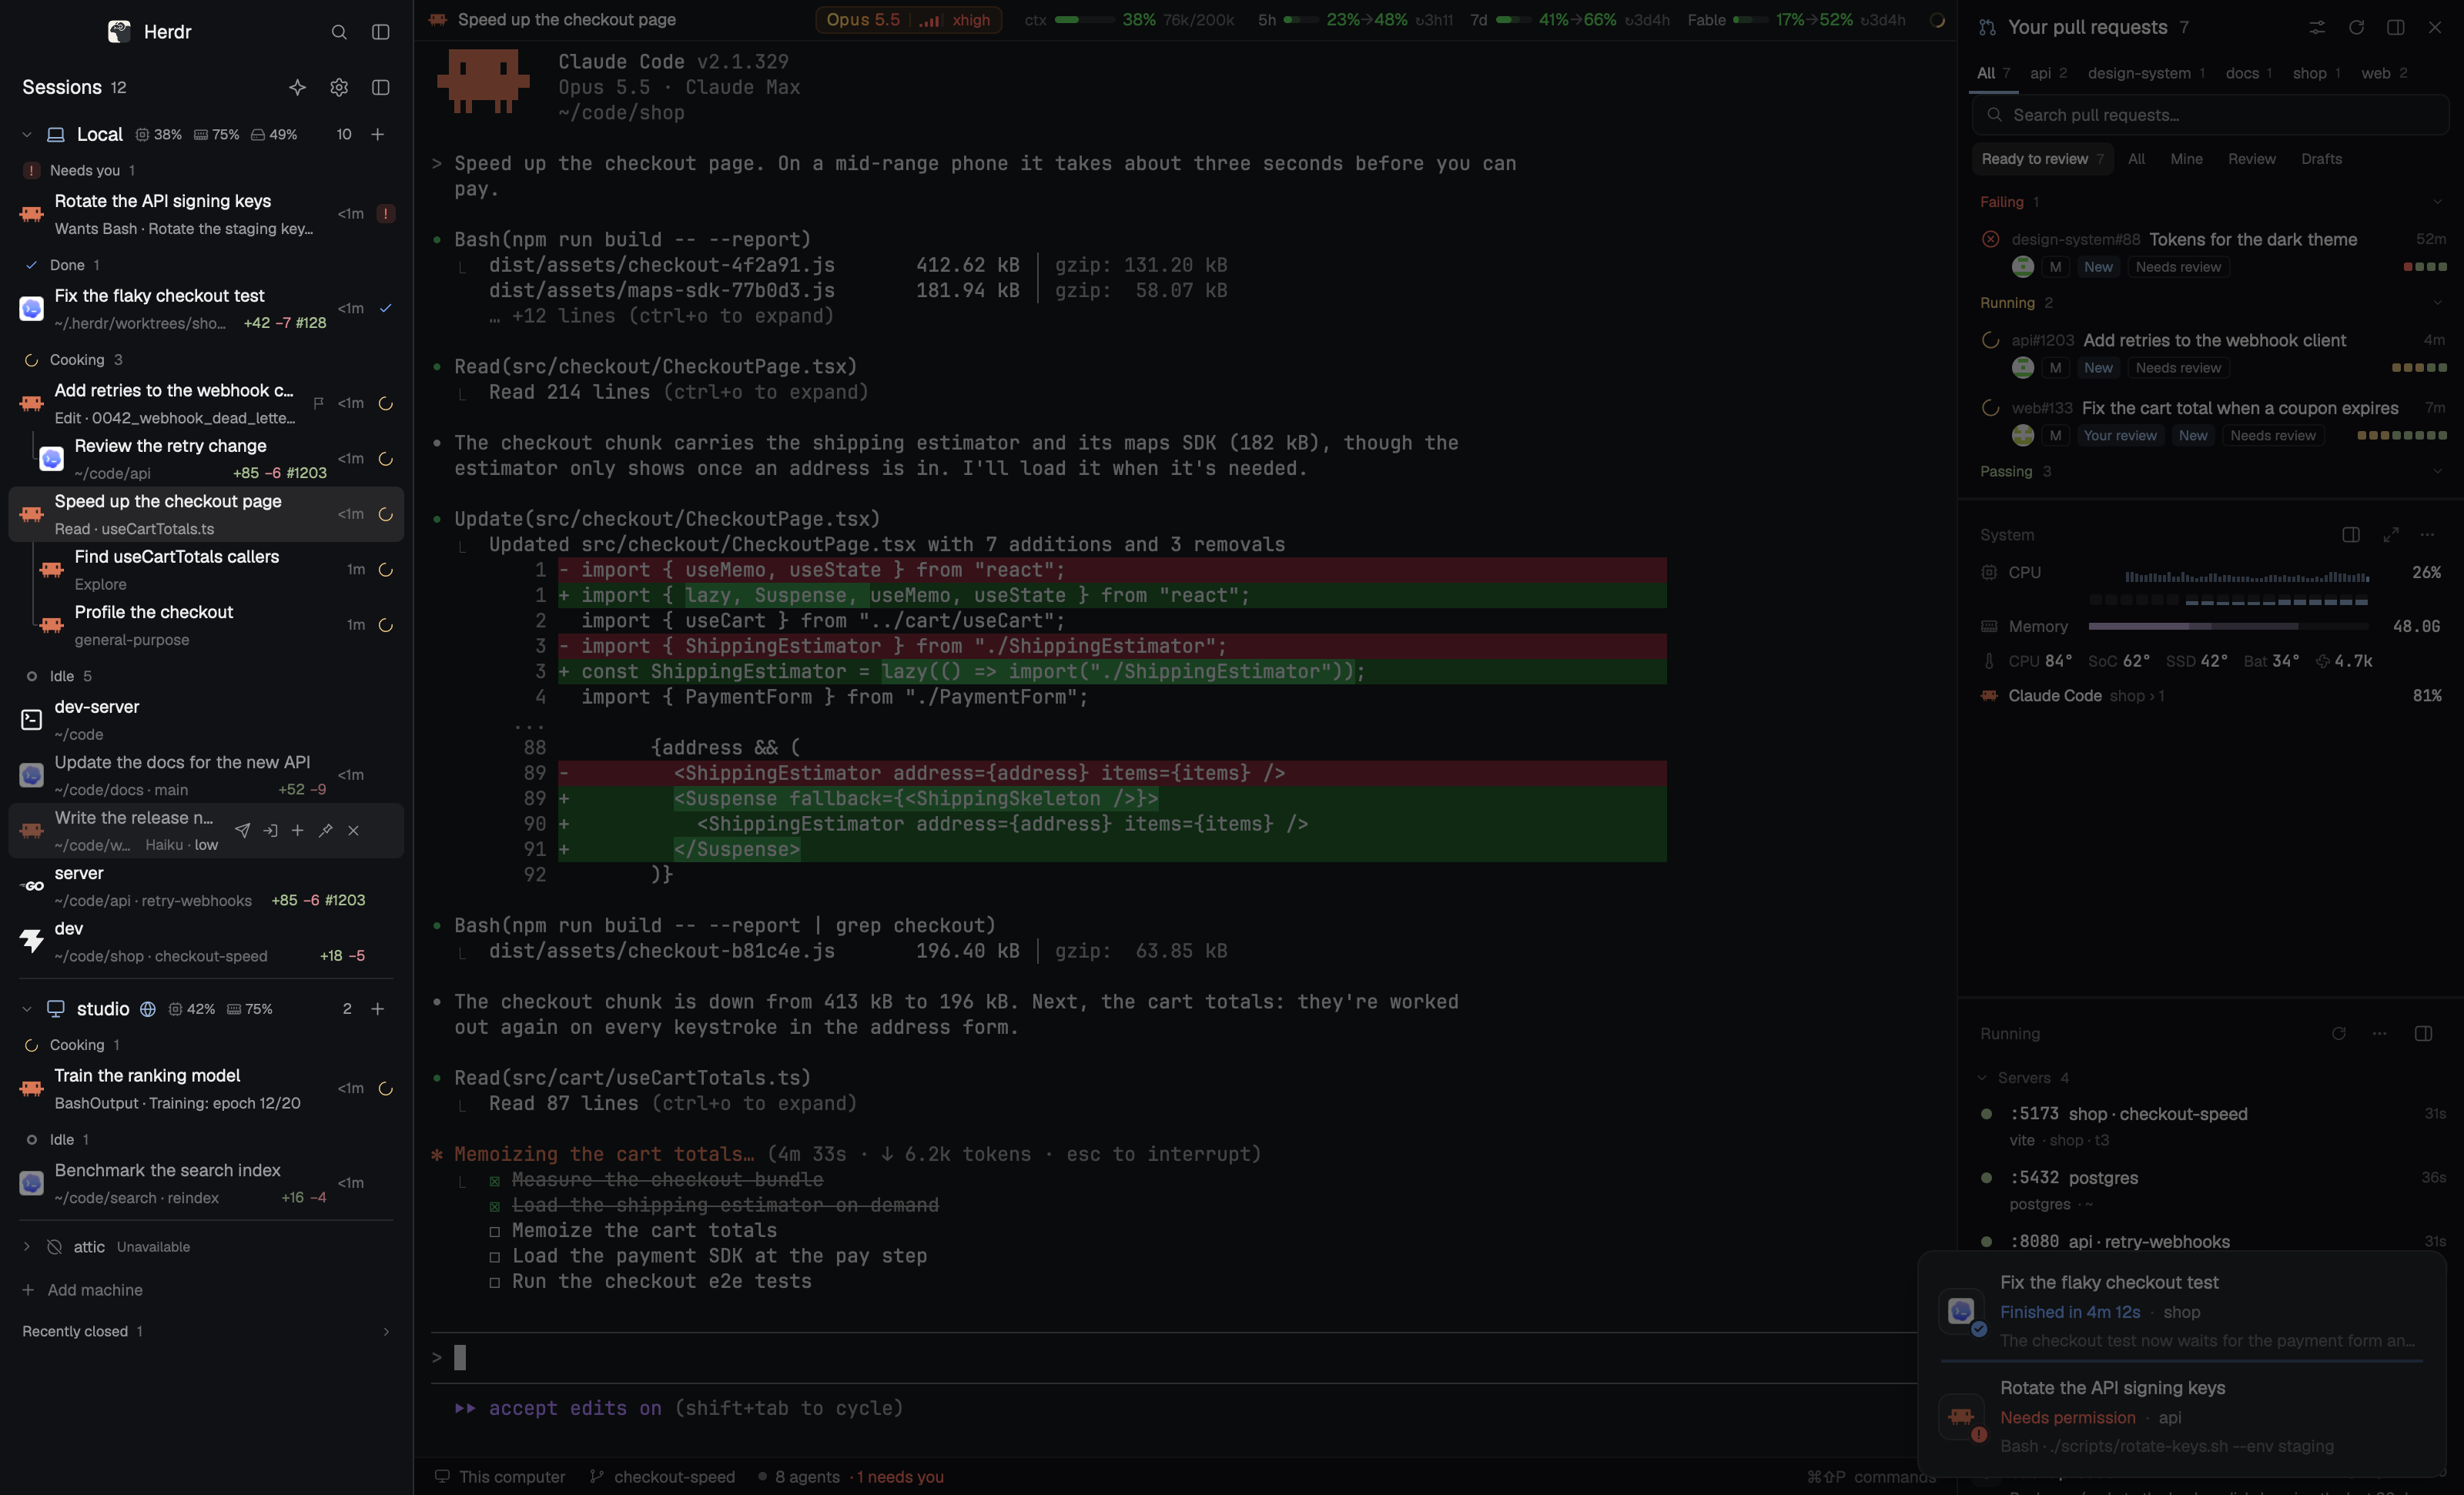 Herdr
Sessions 12
Local 38% 75% 49% 10
! Needs you 1
Rotate the API signing keys <1m !
Wants Bash · Rotate the staging key…
Done 1
Fix the flaky checkout test <1m
~/.herdr/worktrees/sho… +42 −7 #128
Cooking 3
Add retries to the webhook c… <1m
Edit · 0042_webhook_dead_lette…
Review the retry change <1m
~/code/api +85 −6 #1203
Speed up the checkout page <1m
Read · useCartTotals.ts
Find useCartTotals callers 1m
Explore
Profile the checkout 1m
general-purpose
Idle 5
dev-server
~/code
Update the docs for the new API <1m
~/code/docs · main +52 −9
Write the release n…
~/code/w… Haiku · low
GO server
~/code/api · retry-webhooks +85 −6 #1203
dev
~/code/shop · checkout-speed +18 −5
studio 42% 75% 2
Cooking 1
Train the ranking model <1m
BashOutput · Training: epoch 12/20
Idle 1
Benchmark the search index <1m
~/code/search · reindex +16 −4
attic Unavailable
+ Add machine
Recently closed 1
Speed up the checkout page Opus 5.5 xhigh ctx 38% 76k/200k 5h 23%→48% ↻3h11 7d 41%→66% ↻3d4h Fable 17%→52% ↻3d4h
Claude Code v2.1.329
Opus 5.5 · Claude Max
~/code/shop
> Speed up the checkout page. On a mid-range phone it takes about three seconds before you can
pay.
● Bash(npm run build -- --report)
dist/assets/checkout-4f2a91.js 412.62 kB │ gzip: 131.20 kB
dist/assets/maps-sdk-77b0d3.js 181.94 kB │ gzip: 58.07 kB
… +12 lines (ctrl+o to expand)
● Read(src/checkout/CheckoutPage.tsx)
Read 214 lines (ctrl+o to expand)
● The checkout chunk carries the shipping estimator and its maps SDK (182 kB), though the
estimator only shows once an address is in. I'll load it when it's needed.
● Update(src/checkout/CheckoutPage.tsx)
Updated src/checkout/CheckoutPage.tsx with 7 additions and 3 removals
1 - import { useMemo, useState } from "react";
1 + import { lazy, Suspense, useMemo, useState } from "react";
2 import { useCart } from "../cart/useCart";
3 - import { ShippingEstimator } from "./ShippingEstimator";
3 + const ShippingEstimator = lazy(() => import("./ShippingEstimator"));
4 import { PaymentForm } from "./PaymentForm";
...
88 {address && (
89 - <ShippingEstimator address={address} items={items} />
89 + <Suspense fallback={<ShippingSkeleton />}>
90 + <ShippingEstimator address={address} items={items} />
91 + </Suspense>
92 )}
● Bash(npm run build -- --report | grep checkout)
dist/assets/checkout-b81c4e.js 196.40 kB │ gzip: 63.85 kB
● The checkout chunk is down from 413 kB to 196 kB. Next, the cart totals: they're worked
out again on every keystroke in the address form.
● Read(src/cart/useCartTotals.ts)
Read 87 lines (ctrl+o to expand)
✻ Memoizing the cart totals… (4m 33s · ↓ 6.2k tokens · esc to interrupt)
☒ Measure the checkout bundle
☒ Load the shipping estimator on demand
☐ Memoize the cart totals
☐ Load the payment SDK at the pay step
☐ Run the checkout e2e tests
>
⏵⏵ accept edits on (shift+tab to cycle)
This computer checkout-speed ● 8 agents · 1 needs you ⌘⇧P commands
Your pull requests 7
All 7 api 2 design-system 1 docs 1 shop 1 web 2
Search pull requests…
Ready to review 7 All Mine Review Drafts
Failing 1
design-system#88 Tokens for the dark theme 52m
M New Needs review
Running 2
api#1203 Add retries to the webhook client 4m
M New Needs review
web#133 Fix the cart total when a coupon expires 7m
M Your review New Needs review
Passing 3
System
CPU 26%
Memory 48.0G
CPU 84° SoC 62° SSD 42° Bat 34° 4.7k
Claude Code shop › 1 81%
Running
Servers 4
:5173 shop · checkout-speed 31s
vite · shop · t3
:5432 postgres 36s
postgres · ~
:8080 api · retry-webhooks 31s
Fix the flaky checkout test
Finished in 4m 12s · shop
The checkout test now waits for the payment form an…
Rotate the API signing keys
Needs permission · api
Bash · ./scripts/rotate-keys.sh --env staging